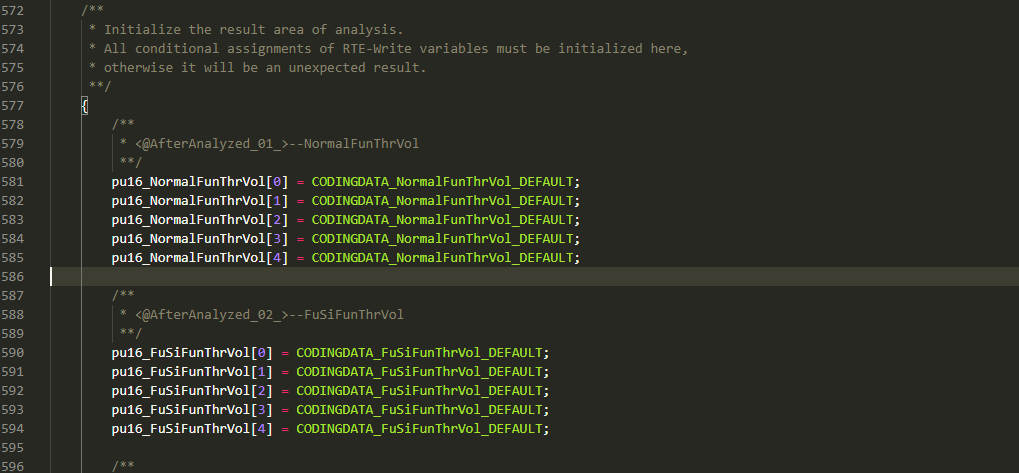 572 /**
573 * Initialize the result area of analysis.
574 * All conditional assignments of RTE-Write variables must be initialized here,
575 * otherwise it will be an unexpected result.
576 **/
577 {
578 /**
579 * <@AfterAnalyzed_01_>--NormalFunThrVol
580 **/
581 pu16_NormalFunThrVol[0] = CODINGDATA_NormalFunThrVol_DEFAULT;
582 pu16_NormalFunThrVol[1] = CODINGDATA_NormalFunThrVol_DEFAULT;
583 pu16_NormalFunThrVol[2] = CODINGDATA_NormalFunThrVol_DEFAULT;
584 pu16_NormalFunThrVol[3] = CODINGDATA_NormalFunThrVol_DEFAULT;
585 pu16_NormalFunThrVol[4] = CODINGDATA_NormalFunThrVol_DEFAULT;
586
587 /**
588 * <@AfterAnalyzed_02_>--FuSiFunThrVol
589 **/
590 pu16_FuSiFunThrVol[0] = CODINGDATA_FuSiFunThrVol_DEFAULT;
591 pu16_FuSiFunThrVol[1] = CODINGDATA_FuSiFunThrVol_DEFAULT;
592 pu16_FuSiFunThrVol[2] = CODINGDATA_FuSiFunThrVol_DEFAULT;
593 pu16_FuSiFunThrVol[3] = CODINGDATA_FuSiFunThrVol_DEFAULT;
594 pu16_FuSiFunThrVol[4] = CODINGDATA_FuSiFunThrVol_DEFAULT;
595
596 /**